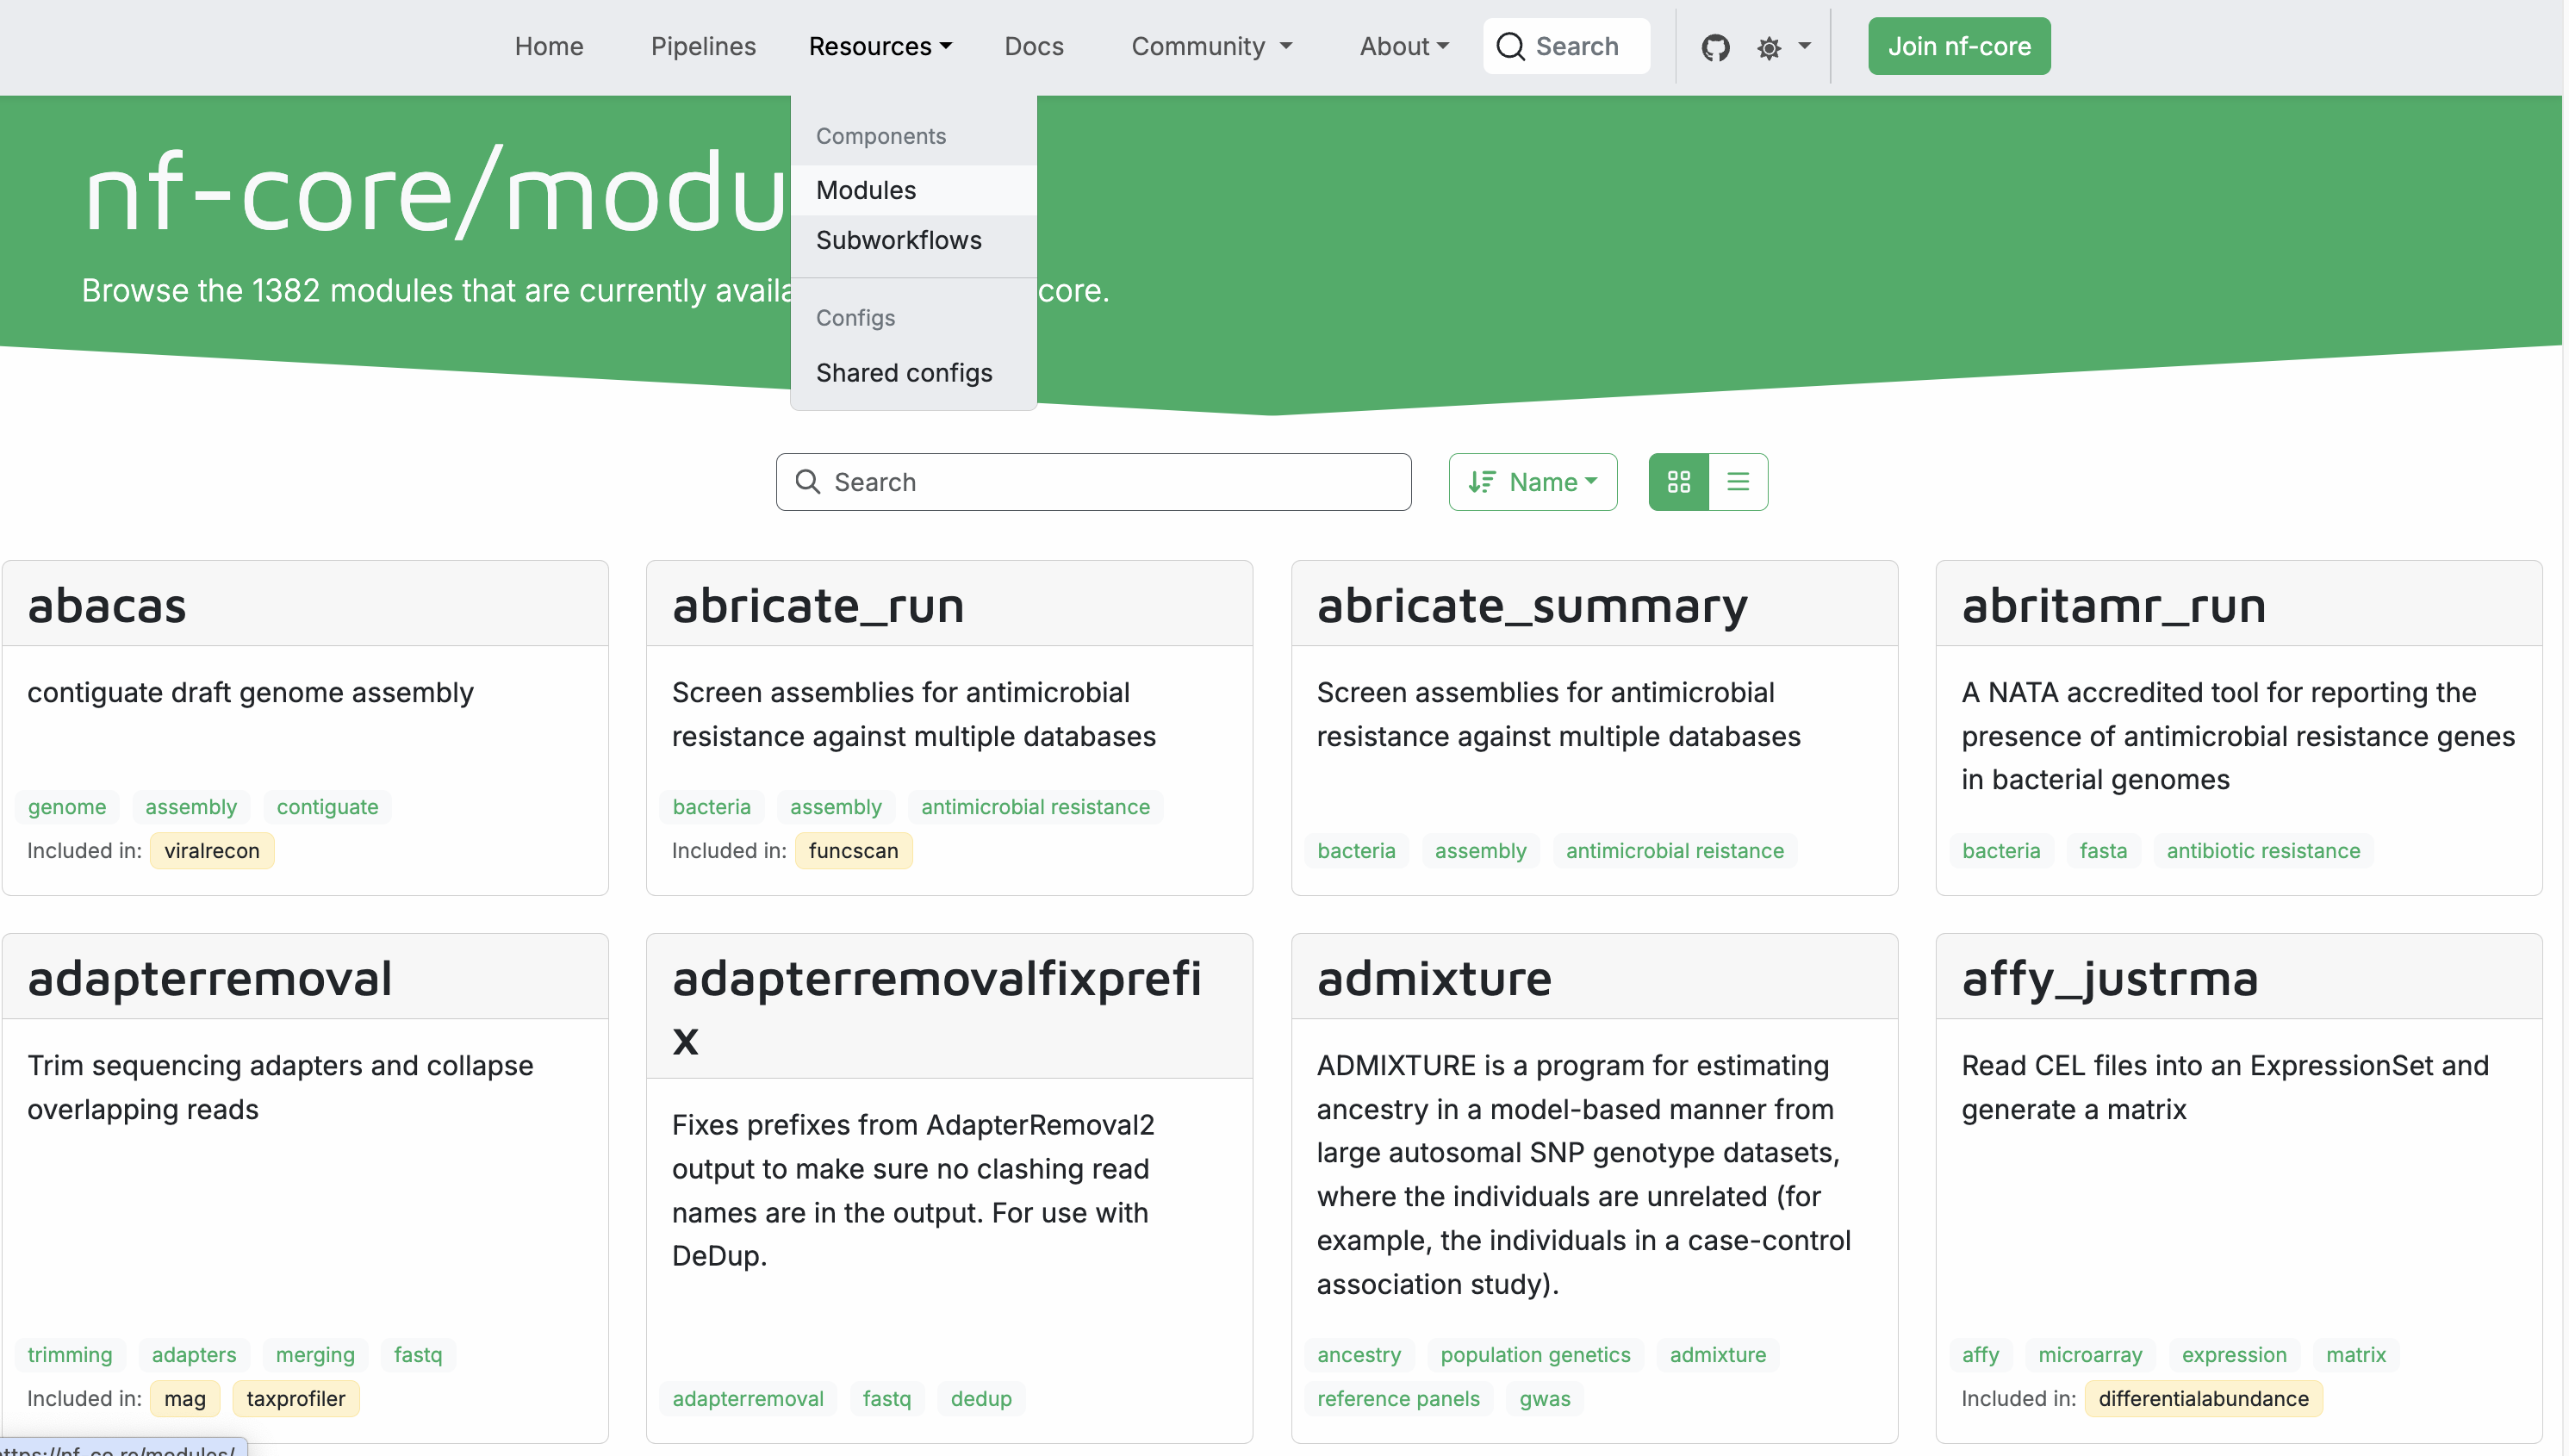 Home Pipelines Resources Docs Community About Search Join nf-core
Components
Modules
Subworkflows
Configs
Shared configs
nf-core/modu
Browse the 1382 modules that are currently availa core.
Search Name
abacas
contiguate draft genome assembly
genome assembly contiguate
Included in: viralrecon
abricate_run
Screen assemblies for antimicrobial
resistance against multiple databases
bacteria assembly antimicrobial resistance
Included in: funcscan
abricate_summary
Screen assemblies for antimicrobial
resistance against multiple databases
bacteria assembly antimicrobial reistance
abritamr_run
A NATA accredited tool for reporting the
presence of antimicrobial resistance genes
in bacterial genomes
bacteria fasta antibiotic resistance
adapterremoval
Trim sequencing adapters and collapse
overlapping reads
trimming adapters merging fastq
Included in: mag taxprofiler
adapterremovalfixprefi
x
Fixes prefixes from AdapterRemoval2
output to make sure no clashing read
names are in the output. For use with
DeDup.
adapterremoval fastq dedup
admixture
ADMIXTURE is a program for estimating
ancestry in a model-based manner from
large autosomal SNP genotype datasets,
where the individuals are unrelated (for
example, the individuals in a case-control
association study).
ancestry population genetics admixture
reference panels gwas
affy_justrma
Read CEL files into an ExpressionSet and
generate a matrix
affy microarray expression matrix
Included in: differentialabundance